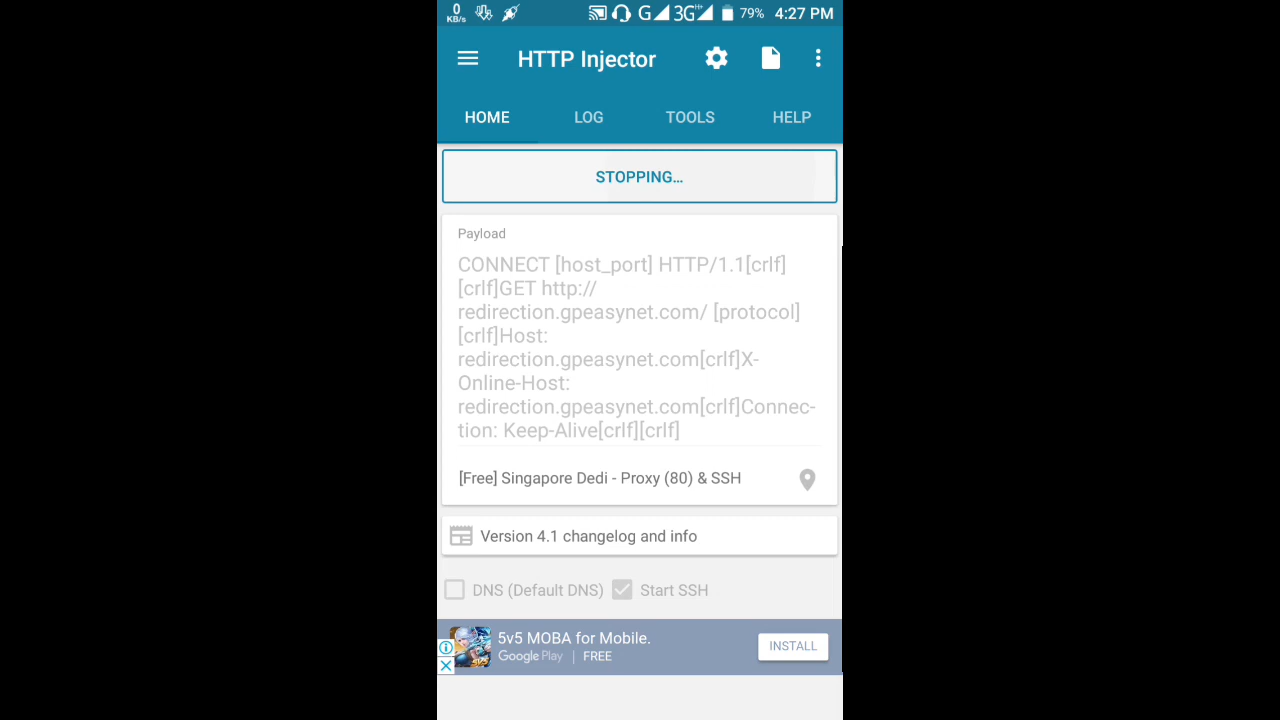 0
KB/s
G 3G H+ 79% 4:27 PM
HTTP Injector
HOME LOG TOOLS HELP
STOPPING...
Payload
CONNECT [host_port] HTTP/1.1[crlf]
[crlf]GET http://
redirection.gpeasynet.com/ [protocol]
[crlf]Host:
redirection.gpeasynet.com[crlf]X-
Online-Host:
redirection.gpeasynet.com[crlf]Connec-
tion: Keep-Alive[crlf][crlf]
[Free] Singapore Dedi - Proxy (80) & SSH
Version 4.1 changelog and info
DNS (Default DNS) Start SSH
5v5 MOBA for Mobile.
Google Play | FREE
INSTALL